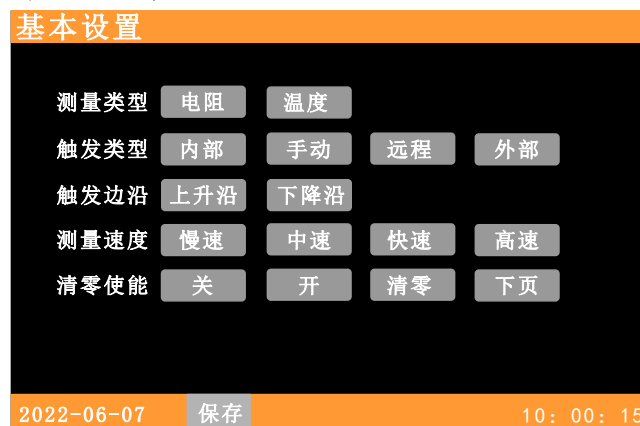 基本设置
测量类型 电阻 温度
触发类型 内部 手动 远程 外部
触发边沿 上升沿 下降沿
测量速度 慢速 中速 快速 高速
清零使能 关 开 清零 下页
2022-06-07 保存 10: 00: 15